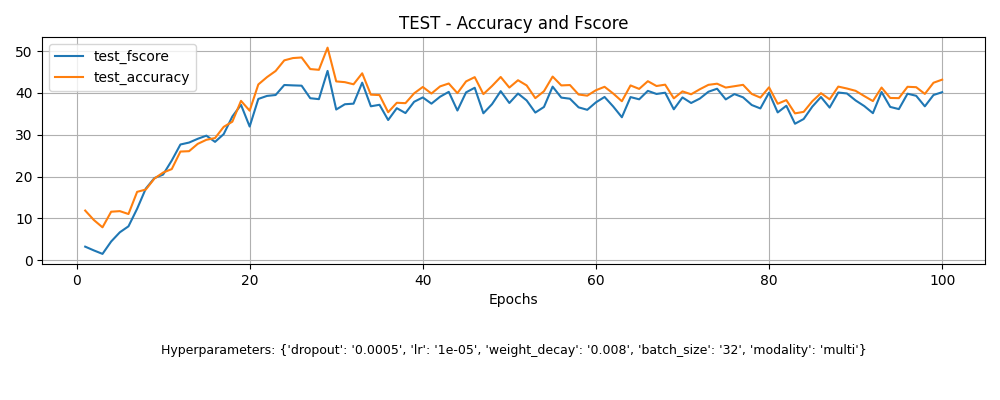 TEST - Accuracy and Fscore
50
40
30
20
10
0
test_fscore
test_accuracy
0 20 40 60 80 100
Epochs
Hyperparameters: {'dropout': '0.0005', 'lr': '1e-05', 'weight_decay': '0.008', 'batch_size': '32', 'modality': 'multi'}